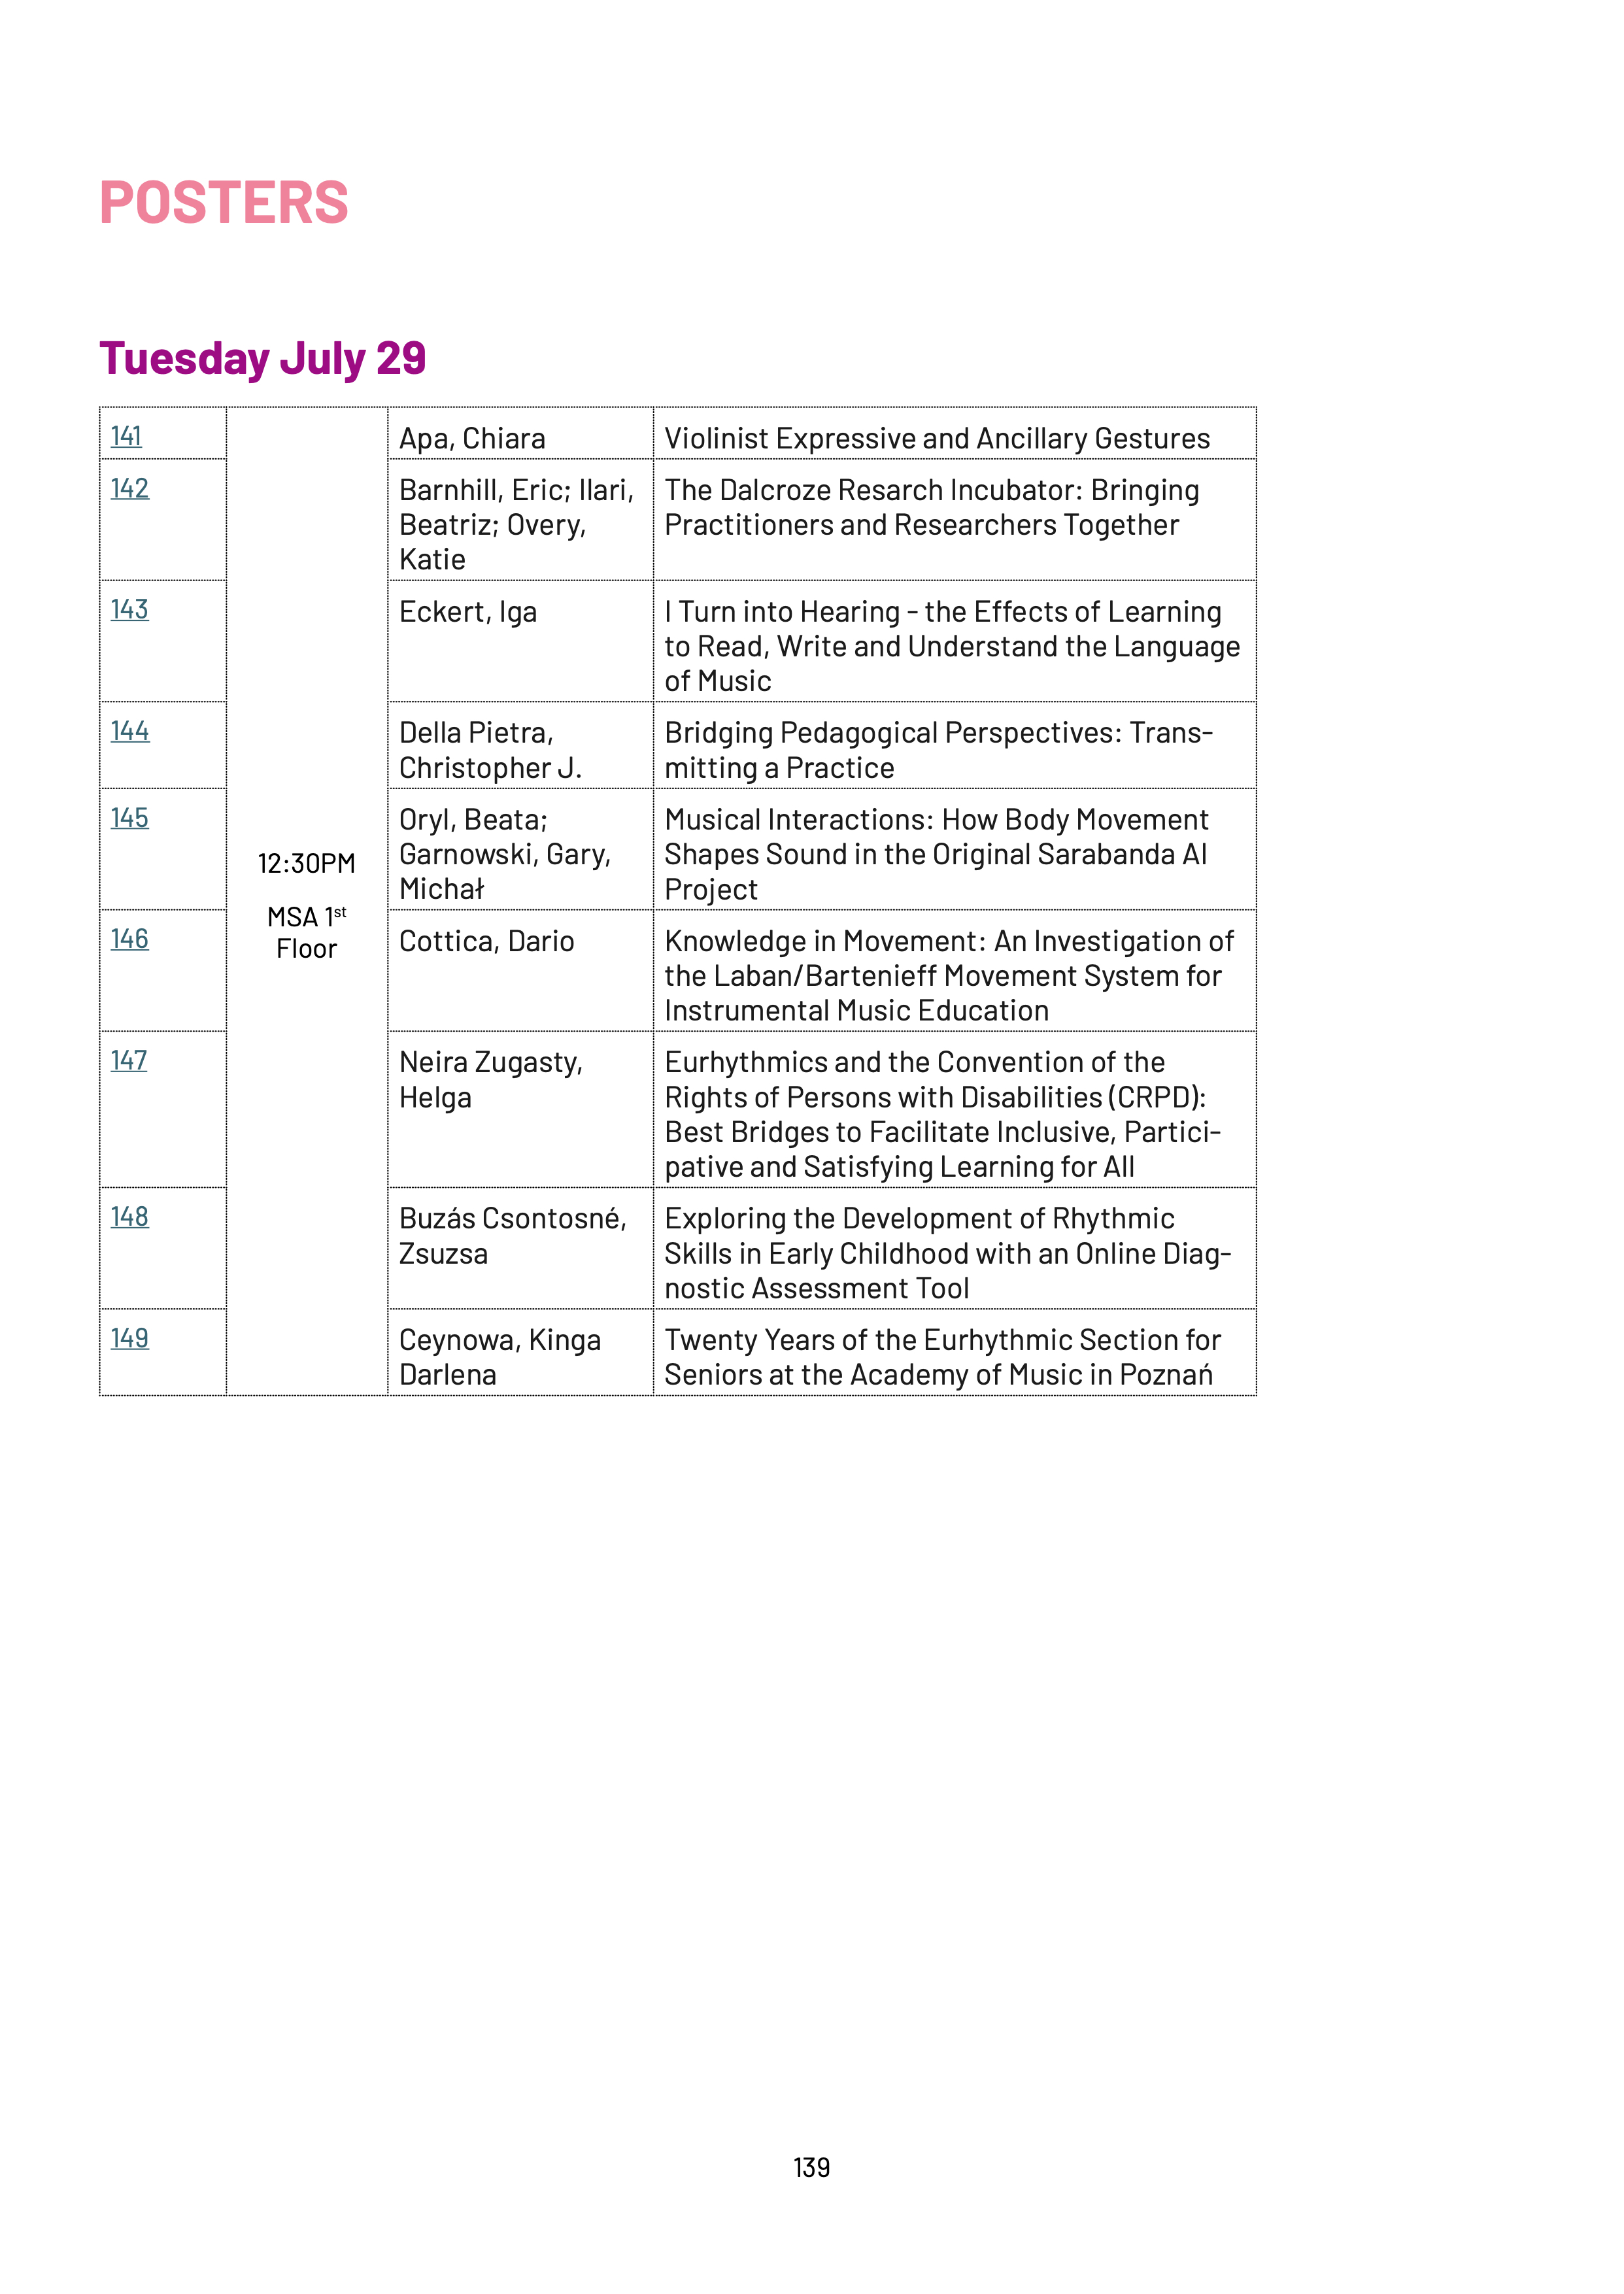 POSTERS
Tuesday July 29
141
Apa, Chiara
Violinist Expressive and Ancillary Gestures
142
Barnhill, Eric; Ilari,
Beatriz; Overy,
Katie
The Dalcroze Resarch Incubator: Bringing
Practitioners and Researchers Together
143
Eckert, Iga
I Turn into Hearing - the Effects of Learning
to Read, Write and Understand the Language
of Music
144
Della Pietra,
Christopher J.
Bridging Pedagogical Perspectives: Trans-
mitting a Practice
145
Oryl, Beata;
Garnowski, Gary,
Michał
Musical Interactions: How Body Movement
Shapes Sound in the Original Sarabanda AI
Project
12:30PM
MSA 1st
Floor
146
Cottica, Dario
Knowledge in Movement: An Investigation of
the Laban/Bartenieff Movement System for
Instrumental Music Education
147
Neira Zugasty,
Helga
Eurhythmics and the Convention of the
Rights of Persons with Disabilities (CRPD):
Best Bridges to Facilitate Inclusive, Partici-
pative and Satisfying Learning for All
148
Buzás Csontosné,
Zsuzsa
Exploring the Development of Rhythmic
Skills in Early Childhood with an Online Diag-
nostic Assessment Tool
149
Ceynowa, Kinga
Darlena
Twenty Years of the Eurhythmic Section for
Seniors at the Academy of Music in Poznań
139